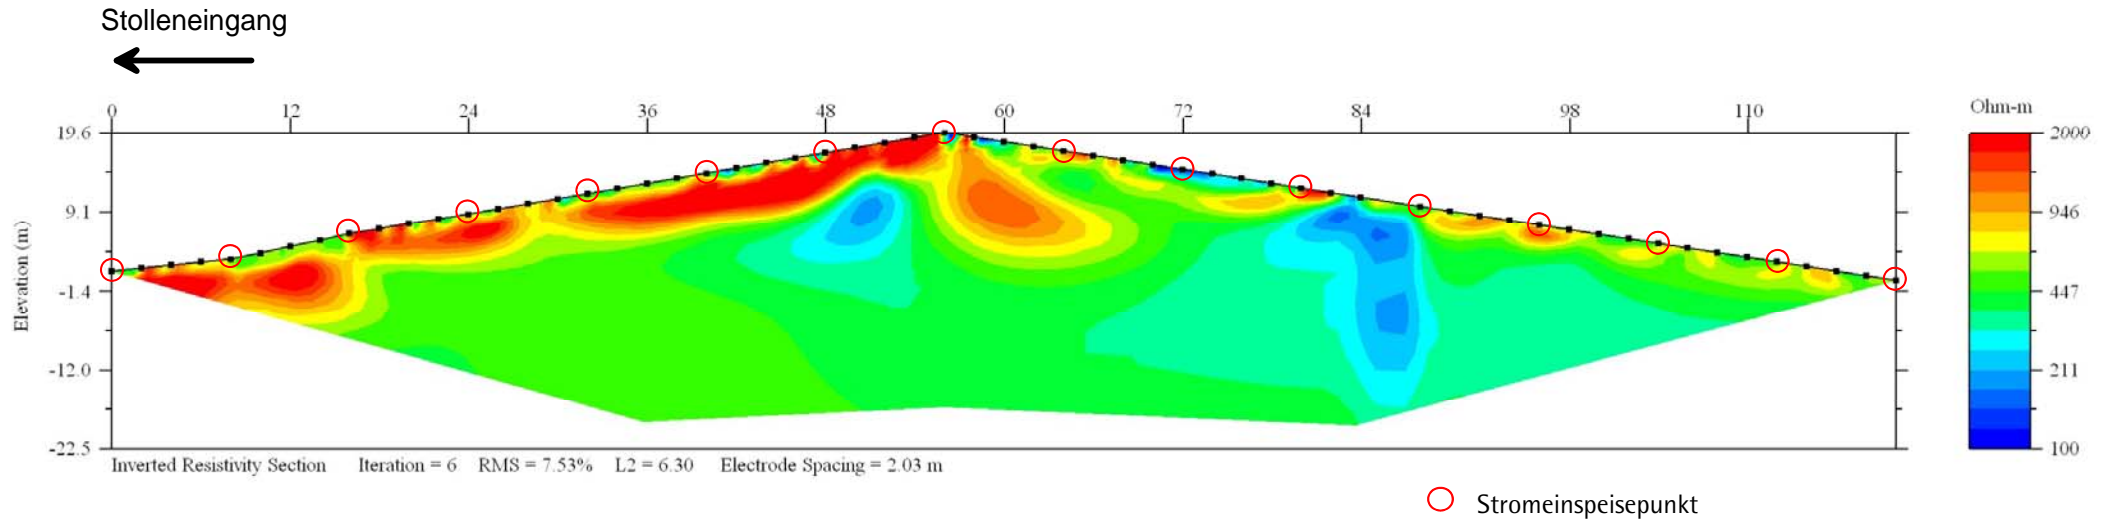 Stolleneingang
0 12 24 36 48 60 72 84 98 110
Ohm-m
19.6
9.1
-1.4
-12.0
-22.5
Elevation (m)
2000
946
447
211
100
Inverted Resistivity Section Iteration = 6 RMS = 7.53% L2 = 6.30 Electrode Spacing = 2.03 m
Stromeinspeisepunkt